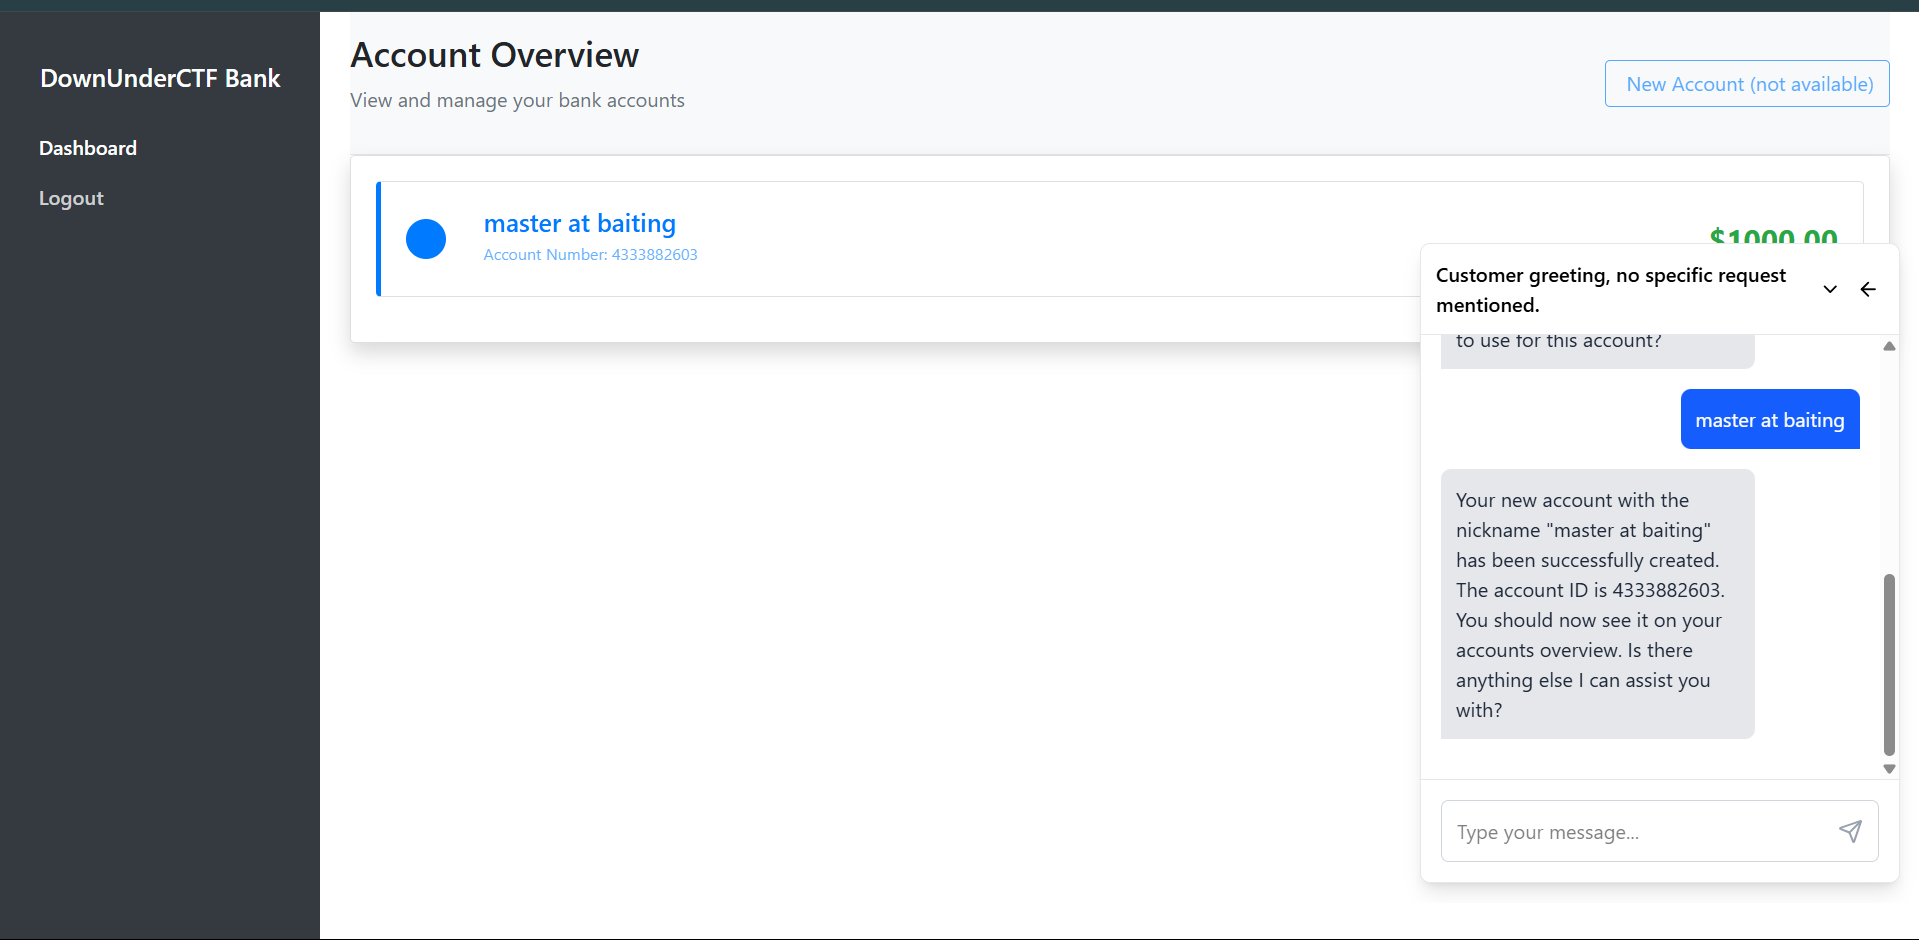 DownUnderCTF Bank
Dashboard
Logout
Account Overview
View and manage your bank accounts
New Account (not available)
master at baiting
Account Number: 4333882603
$1000.00
Customer greeting, no specific request
mentioned.
to use for this account?
master at baiting
Your new account with the
nickname "master at baiting"
has been successfully created.
The account ID is 4333882603.
You should now see it on your
accounts overview. Is there
anything else I can assist you
with?
Type your message...